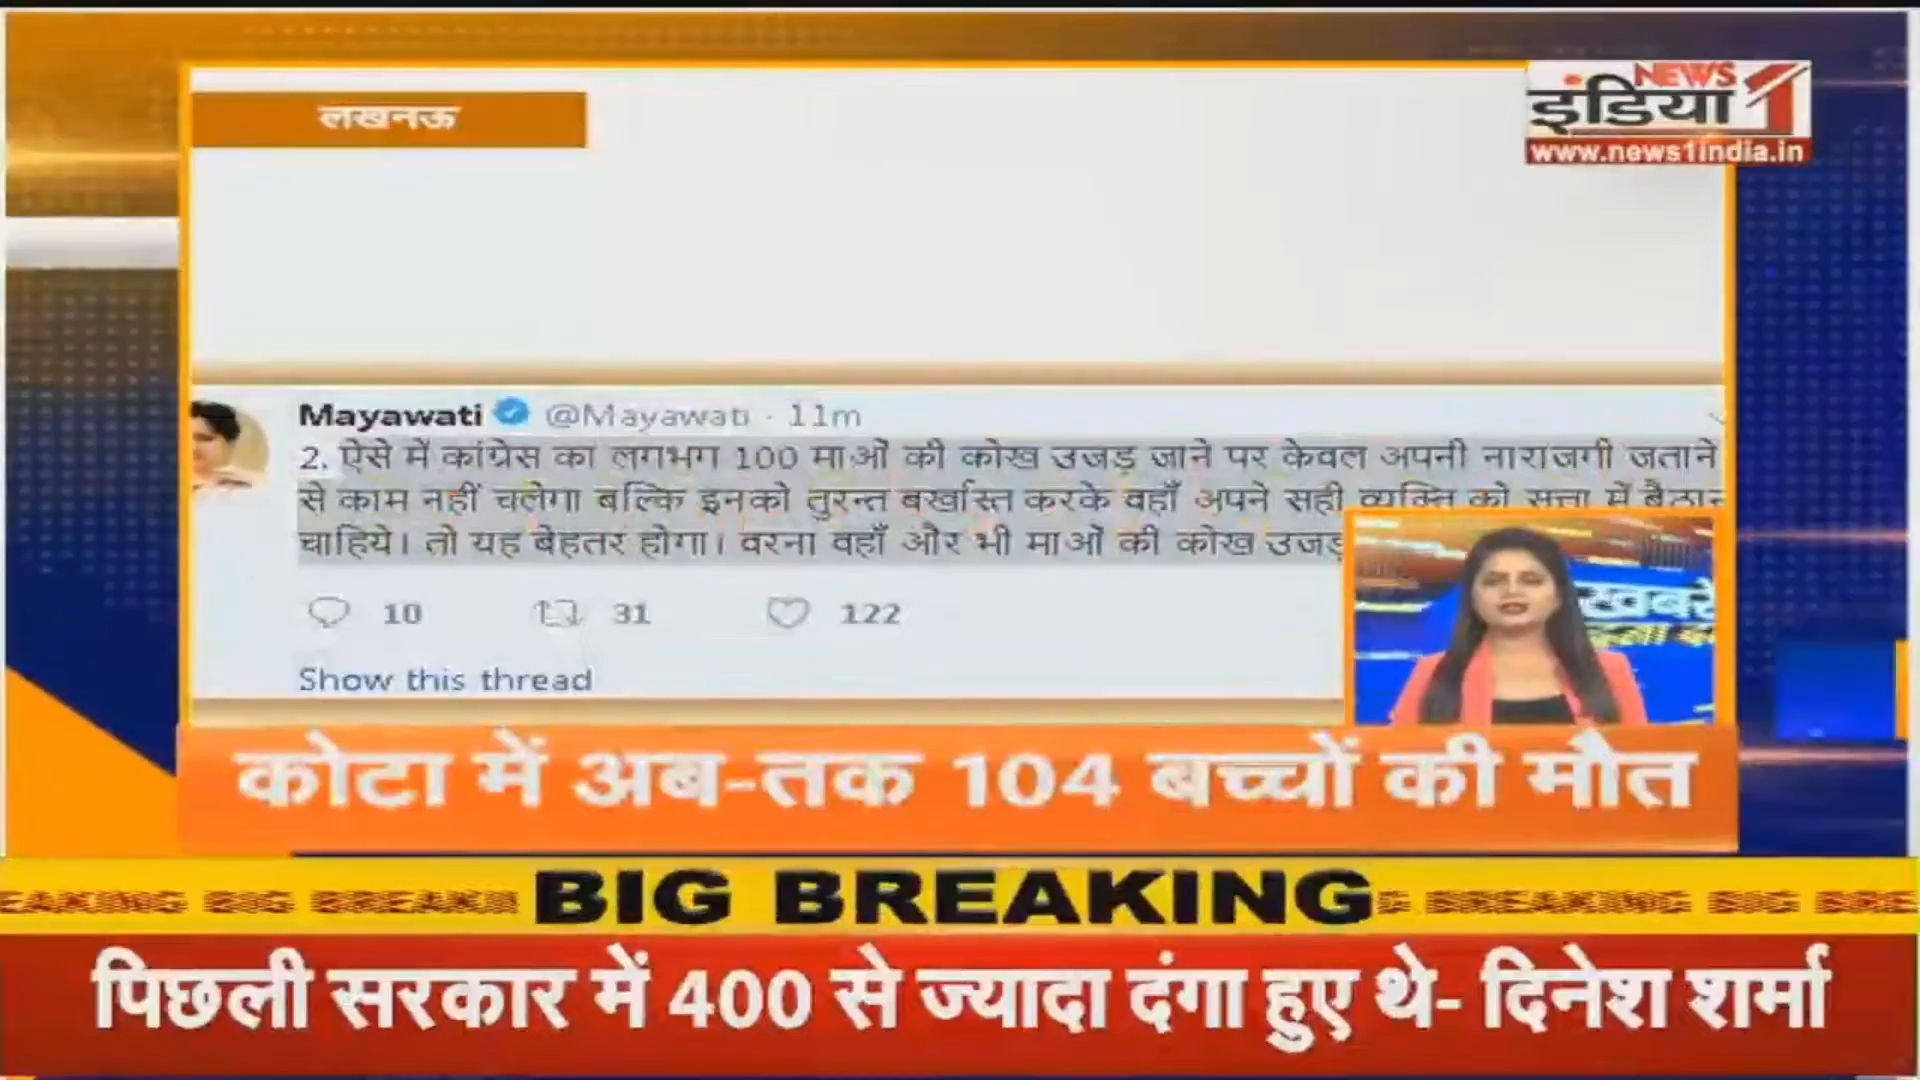 लखनऊ
NEWS
इंडिया 1
www.news1india.in
Mayawati @Mayawati · 11m
2. ऐसे में कांग्रेस का लगभग 100 माओं की कोख उजड़ जाने पर केवल अपनी नाराजगी जताने
से काम नहीं चलेगा बल्कि इनको तुरन्त बर्खास्त करके वहाँ अपने सही व्यक्ति को सत्ता में
चाहिये। तो यह बेहतर होगा। वरना वहाँ और भी माओं की कोख
10 31 122
Show this thread
कोटा में अब-तक 104 बच्चों की मौत
BIG BREAKING
पिछली सरकार में 400 से ज्यादा दंगा हुए थे- दिनेश शर्मा